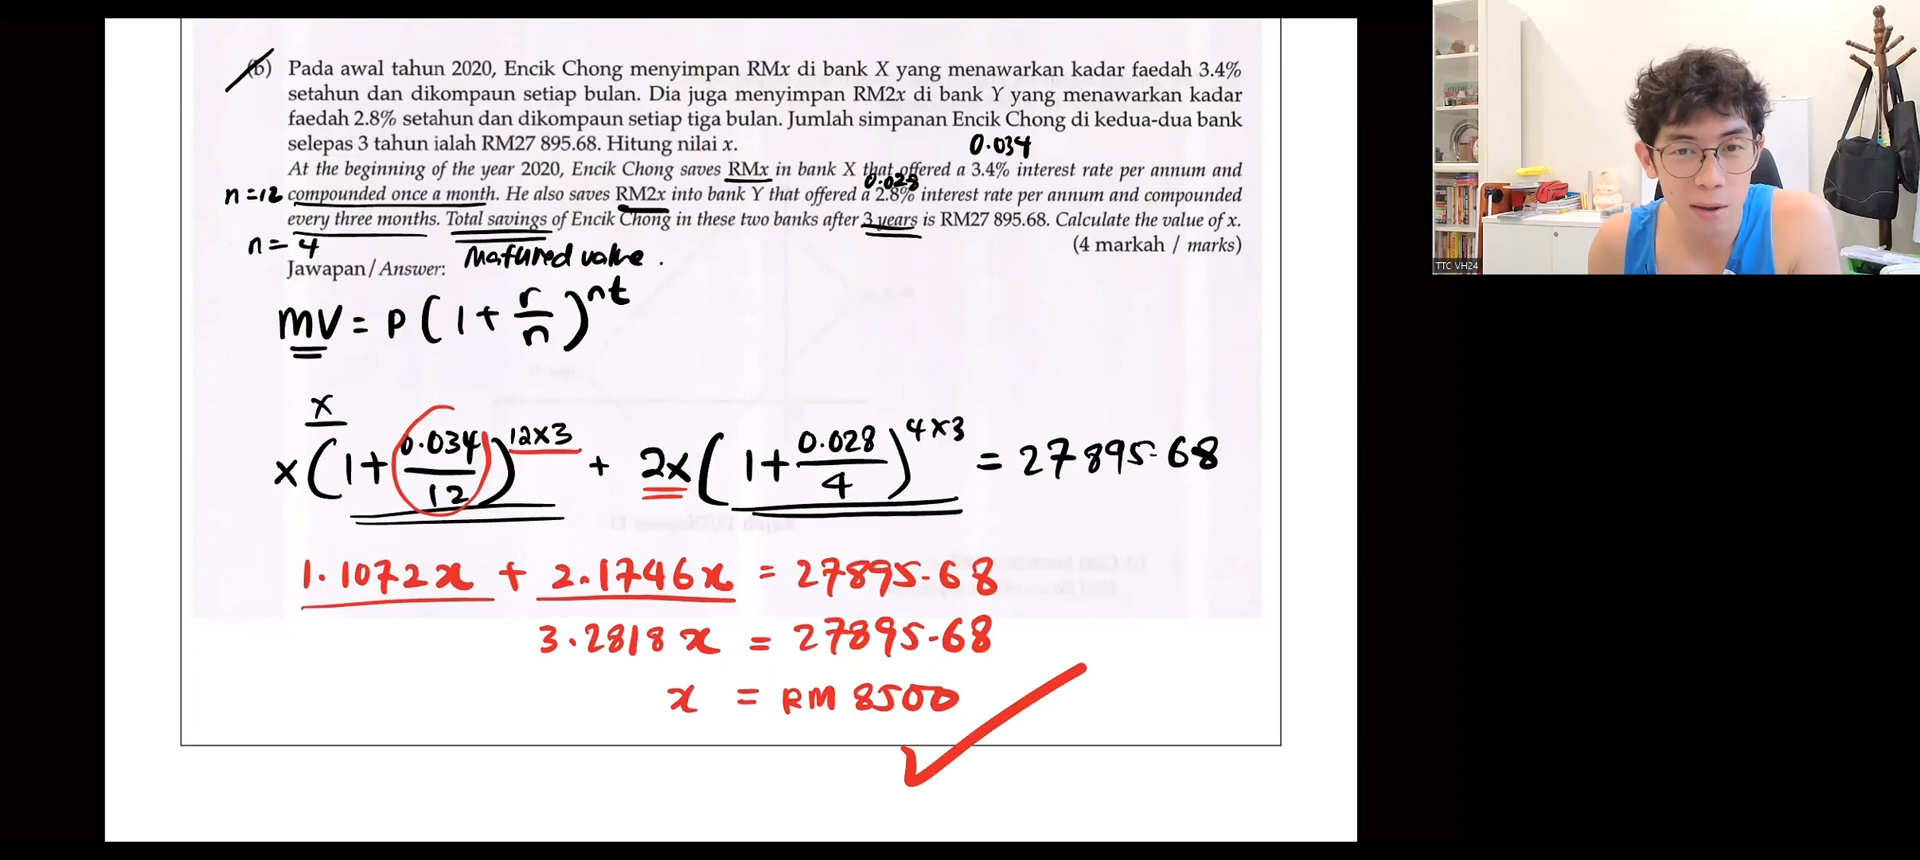 (b) Pada awal tahun 2020, Encik Chong menyimpan RMx di bank X yang menawarkan kadar faedah 3.4%
setahun dan dikompaun setiap bulan. Dia juga menyimpan RM2x di bank Y yang menawarkan kadar
faedah 2.8% setahun dan dikompaun setiap tiga bulan. Jumlah simpanan Encik Chong di kedua-dua bank
selepas 3 tahun ialah RM27 895.68. Hitung nilai x.
0.034
At the beginning of the year 2020, Encik Chong saves RMx in bank X that offered a 3.4% interest rate per annum and
0.028
n=12 compounded once a month. He also saves RM2x into bank Y that offered a 2.8% interest rate per annum and compounded
every three months. Total savings of Encik Chong in these two banks after 3 years is RM27 895.68. Calculate the value of x.
n=4
(4 markah / marks)
Matured value.
Jawapan/Answer:
MV = P(1+r/n)^nt
x
x(1+0.034/12)^12×3 + 2x(1+0.028/4)^4×3 = 27895.68
1.1072x + 2.1746x = 27895.68
3.2818x = 27895.68
x = RM 8500
TTC VH24